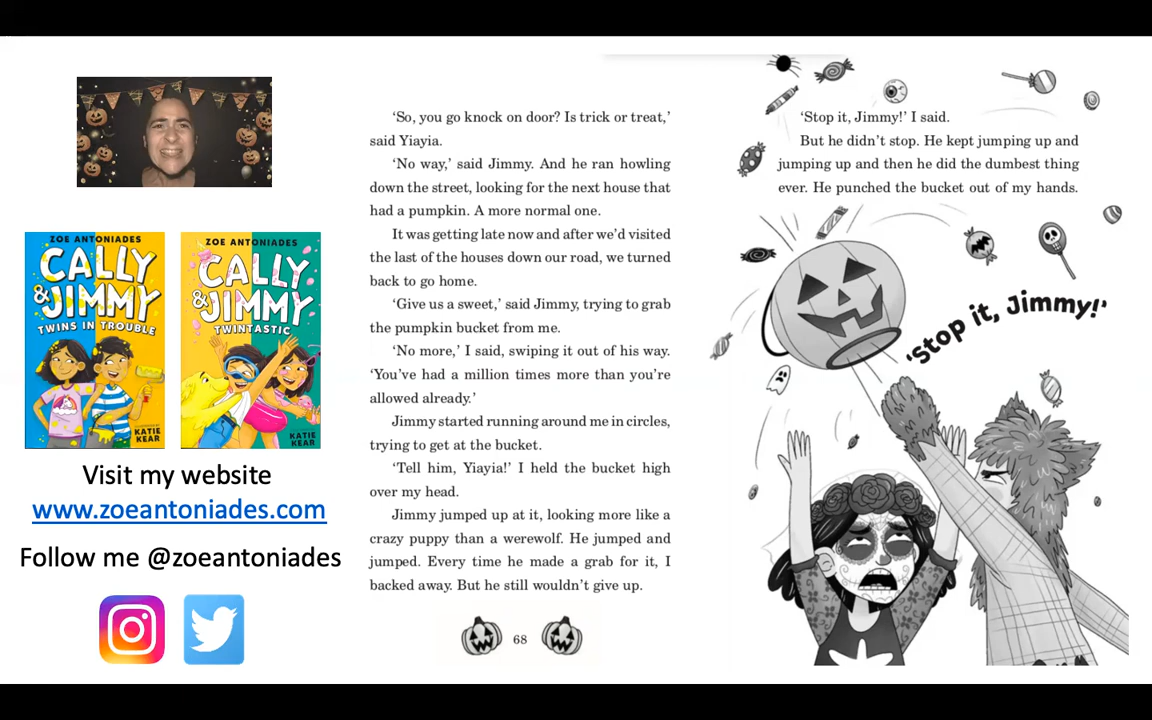 ZOE ANTONIADES
CALLY
& JIMMY
TWINS IN TROUBLE
ILLUSTRATED BY
KATIE
KEAR
ZOE ANTONIADES
CALLY
& JIMMY
TWINTASTIC
KATIE
KEAR
Visit my website
www.zoeantoniades.com
Follow me @zoeantoniades
‘So, you go knock on door? Is trick or treat,’
said Yiayia.
‘No way,’ said Jimmy. And he ran howling
down the street, looking for the next house that
had a pumpkin. A more normal one.
It was getting late now and after we’d visited
the last of the houses down our road, we turned
back to go home.
‘Give us a sweet,’ said Jimmy, trying to grab
the pumpkin bucket from me.
‘No more,’ I said, swiping it out of his way.
‘You’ve had a million times more than you’re
allowed already.’
Jimmy started running around me in circles,
trying to get at the bucket.
‘Tell him, Yiayia!’ I held the bucket high
over my head.
Jimmy jumped up at it, looking more like a
crazy puppy than a werewolf. He jumped and
jumped. Every time he made a grab for it, I
backed away. But he still wouldn’t give up.
68
‘Stop it, Jimmy!’ I said.
But he didn’t stop. He kept jumping up and
jumping up and then he did the dumbest thing
ever. He punched the bucket out of my hands.
‘stop it, Jimmy!’